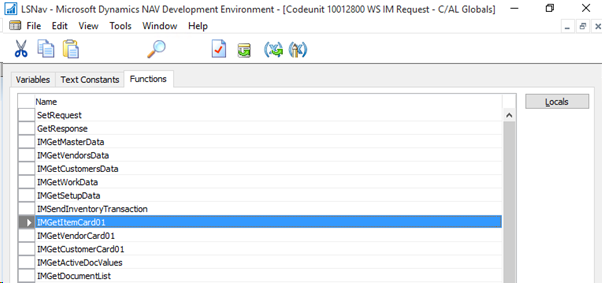 LSNav - Microsoft Dynamics NAV Development Environment - [Codeunit 10012800 WS IM Request - C/AL Globals]
File Edit View Tools Window Help
Variables Text Constants Functions
Name Locals
SetRequest
GetResponse
IMGetMasterData
IMGetVendorsData
IMGetCustomersData
IMGetWorkData
IMGetSetupData
IMSendInventoryTransaction
IMGetItemCard01
IMGetVendorCard01
IMGetCustomerCard01
IMGetActiveDocValues
IMGetDocumentList